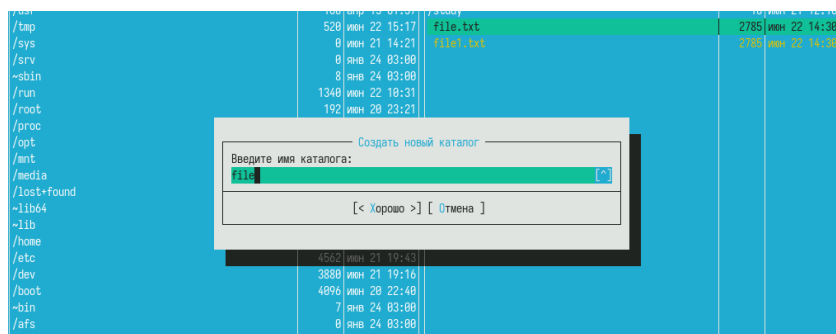 /tmp 520 июн 22 15:17 file.txt 2785 июн 22 14:30
/sys 0 июн 21 14:21 file1.txt 2785 июн 22 14:30
/srv 0 янв 24 03:00
~sbin 8 янв 24 03:00
/run 1340 июн 22 10:31
/root 192 июн 20 23:21
/proc
/opt
/mnt
/media
/lost+found
~lib64
~lib
/home
Создать новый каталог
Введите имя каталога:
file [^]
[< Хорошо >] [ Отмена ]
/etc 4562 июн 21 19:43
/dev 3880 июн 21 19:16
/boot 4096 июн 20 22:40
~bin 7 янв 24 03:00
/afs 0 янв 24 03:00